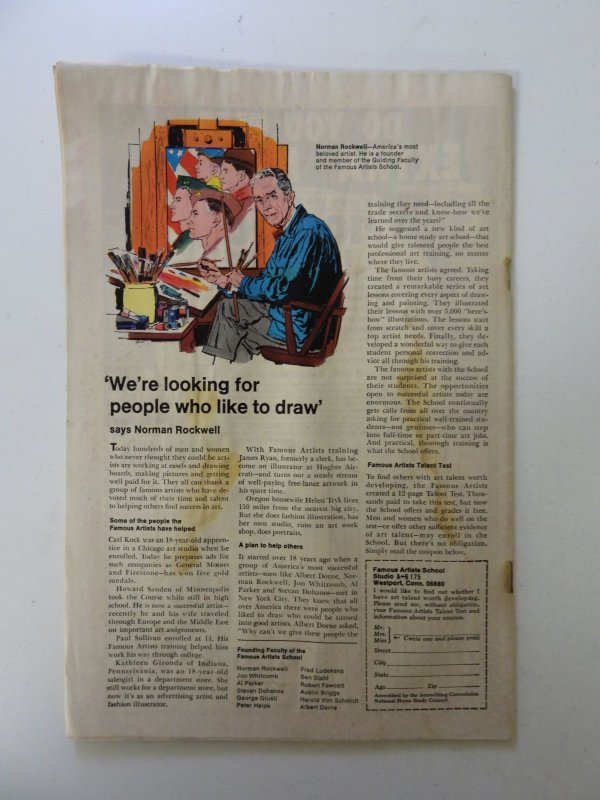 Norman Rockwell—America's most
beloved artist. He is a founder
and member of the Guiding Faculty
of the Famous Artists School.
'We're looking for
people who like to draw'
says Norman Rockwell
Today hundreds of men and women
who never thought they could be art-
ists are working at easels and drawing
boards, making pictures and getting
well paid for it. They all can thank a
group of famous artists who have de-
voted much of their time and talent
to helping others find success in art.
Some of the people the
Famous Artists have helped
Carl Kock was an 18-year-old appren-
tice in a Chicago art studio when he
enrolled. Today he prepares ads for
such companies as General Motors
and Firestone—has won five gold
medals.
Howard Sanden of Minneapolis
took the Course while still in high
school. He is now a successful artist—
recently he and his wife traveled
through Europe and the Middle East
on important art assignments.
Paul Sullivan enrolled at 14. His
Famous Artists training helped him
work his way through college.
Kathleen Gironda of Indiana,
Pennsylvania, was an 18-year-old
salesgirl in a department store. She
still works for a department store, but
now it's as an advertising artist and
fashion illustrator.
With Famous Artists training
James Ryan, formerly a clerk, has be-
come an illustrator at Hughes Air-
craft—and turns out a steady stream
of well-paying free-lance artwork in
his spare time.
Oregon housewife Helen Tryk lives
150 miles from the nearest big city.
But she does fashion illustration, has
her own studio, runs an art work
shop, does portraits.
A plan to help others
It started over 18 years ago when a
group of America's most successful
artists—men like Albert Dorne, Nor-
man Rockwell, Jon Whitcomb, Al
Parker and Stevan Dohanos—met in
New York City. They knew that all
over America there were people who
liked to draw who could be turned
into good artists. Albert Dorne asked,
"Why can't we give these people the
Founding Faculty of the
Famous Artists School
Norman Rockwell
Jon Whitcomb
Al Parker
Stevan Dohanos
George Giusti
Peter Helck
Fred Ludekens
Ben Stahl
Robert Fawcett
Austin Briggs
Harold Von Schmidt
Albert Dorne
training they need—including all the
trade secrets and know-how we've
learned over the years?"
He suggested a new kind of art
school—a home study art school—that
would give talented people the best
professional art training, no matter
where they live.
The famous artists agreed. Taking
time from their busy careers, they
created a remarkable series of art
lessons covering every aspect of draw-
ing and painting. They illustrated
their lessons with over 5,000 "here's-
how" illustrations. The lessons start
from scratch and cover every skill a
top artist needs. Finally, they de-
veloped a wonderful way to give each
student personal correction and ad-
vice all through his training.
The famous artists with the School
are not surprised at the success of
their students. The opportunities
open to successful artists today are
enormous. The School continually
gets calls from all over the country
asking for practical well-trained stu-
dents—not geniuses—who can step
into full-time or part-time art jobs.
And practical, thorough training is
what the School offers.
Famous Artists Talent Test
To find others with art talent worth
developing, the Famous Artists
created a 12-page Talent Test. Thou-
sands paid to take this test, but now
the School offers and grades it free.
Men and women who do well on the
test—or offer other sufficient evidence
of art talent—may enroll in the
School. But there's no obligation.
Simply mail the coupon below.
Famous Artists School
Studio A-6175
Westport, Conn. 06880
I would like to find out whether I
have art talent worth developing.
Please send me, without obligation,
your Famous Artists Talent Test and
information about your courses.
Mr.
Mrs.
Miss ← Circle one and please print
Street
City
State
Age Zip
Accredited by the Accrediting Commission
National Home Study Council